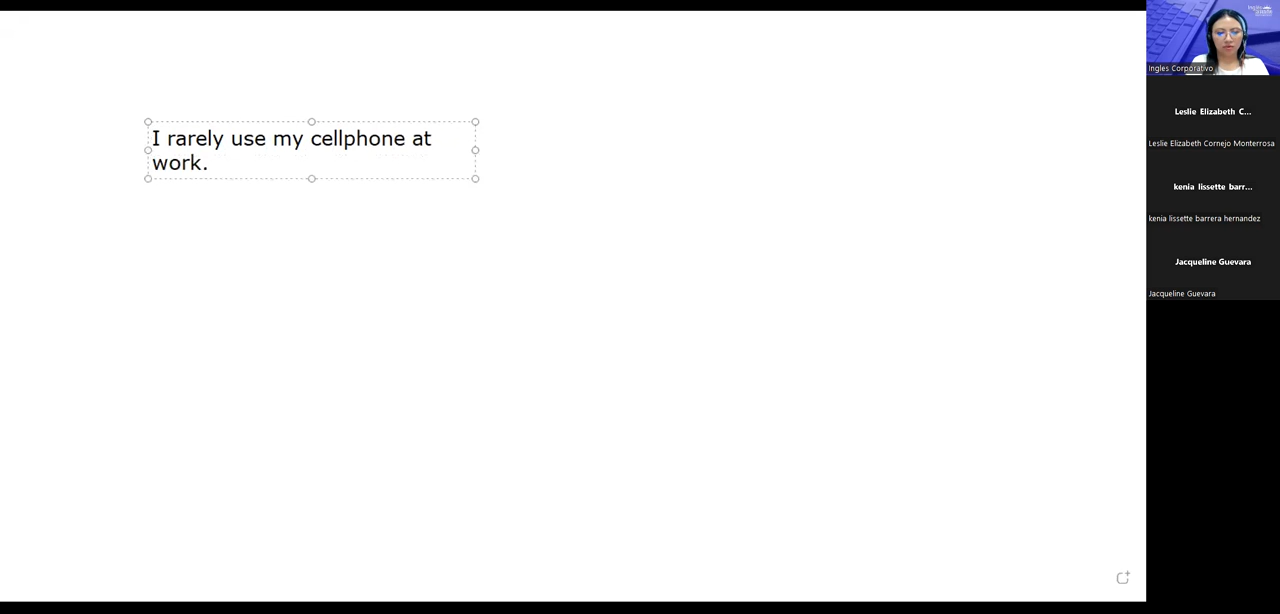 I rarely use my cellphone at
work.
Ingles Corporativo
Leslie Elizabeth C...
Leslie Elizabeth Cornejo Monterrosa
kenia lissette barr...
kenia lissette barrera hernandez
Jacqueline Guevara
Jacqueline Guevara